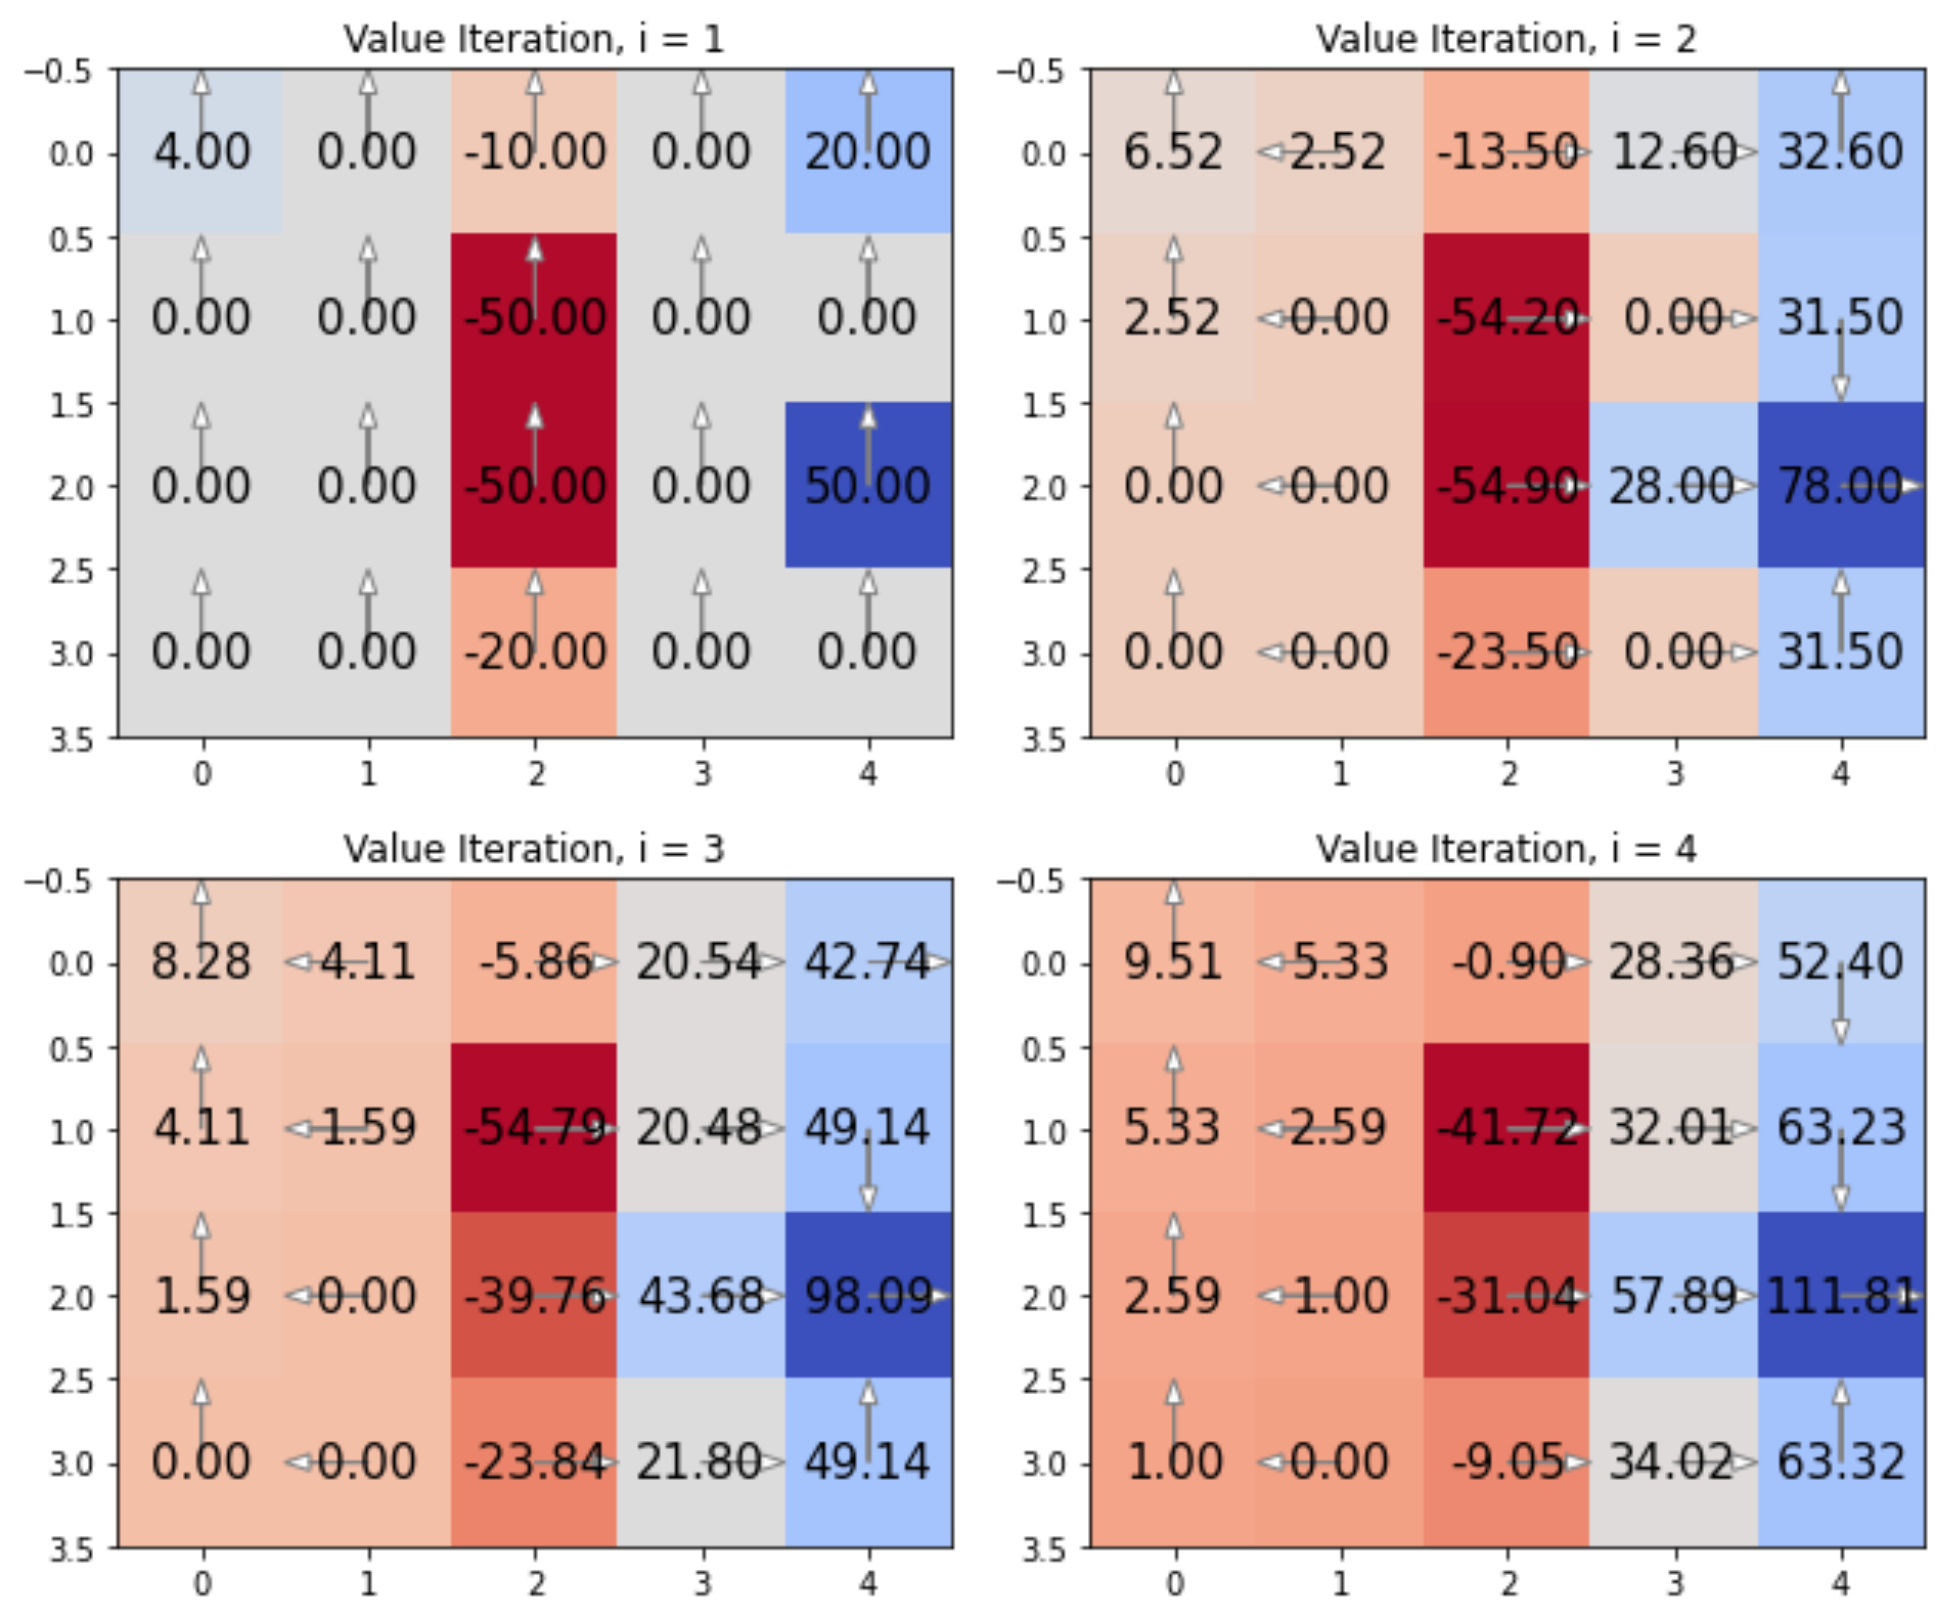 Value Iteration, i = 1
−0.5
4.00 0.00 -10.00 0.00 20.00
0.0
0.5
0.00 0.00 -50.00 0.00 0.00
1.0
1.5
0.00 0.00 -50.00 0.00 50.00
2.0
2.5
0.00 0.00 -20.00 0.00 0.00
3.0
3.5
0 1 2 3 4
Value Iteration, i = 2
−0.5
6.52 2.52 -13.50 12.60 32.60
0.0
0.5
2.52 0.00 -54.20 0.00 31.50
1.0
1.5
0.00 0.00 -54.90 28.00 78.00
2.0
2.5
0.00 0.00 -23.50 0.00 31.50
3.0
3.5
0 1 2 3 4
Value Iteration, i = 3
−0.5
8.28 4.11 -5.86 20.54 42.74
0.0
0.5
4.11 1.59 -54.79 20.48 49.14
1.0
1.5
1.59 0.00 -39.76 43.68 98.09
2.0
2.5
0.00 0.00 -23.84 21.80 49.14
3.0
3.5
0 1 2 3 4
Value Iteration, i = 4
−0.5
9.51 5.33 -0.90 28.36 52.40
0.0
0.5
5.33 2.59 -41.72 32.01 63.23
1.0
1.5
2.59 1.00 -31.04 57.89 111.81
2.0
2.5
1.00 0.00 -9.05 34.02 63.32
3.0
3.5
0 1 2 3 4